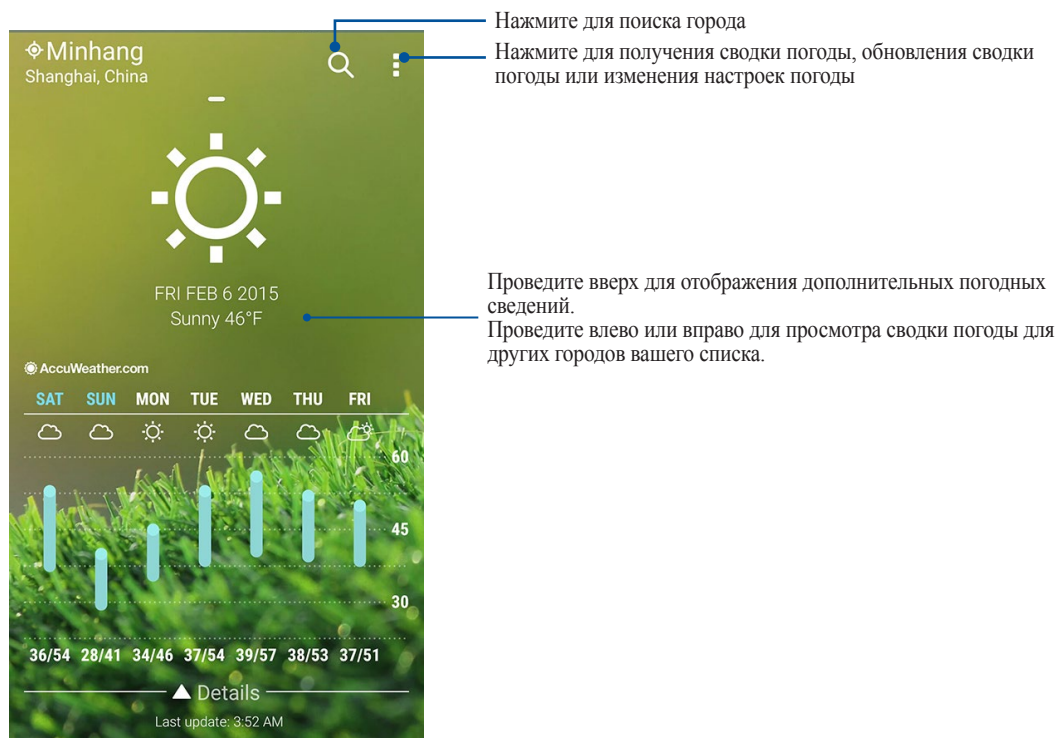 Нажмите для поиска города
Нажмите для получения сводки погоды, обновления сводки
погоды или изменения настроек погоды
Minhang
Shanghai, China
FRI FEB 6 2015
Sunny 46°F
Проведите вверх для отображения дополнительных погодных
сведений.
Проведите влево или вправо для просмотра сводки погоды для
других городов вашего списка.
AccuWeather.com
SAT SUN MON TUE WED THU FRI
60
45
30
36/54 28/41 34/46 37/54 39/57 38/53 37/51
Details
Last update: 3:52 AM